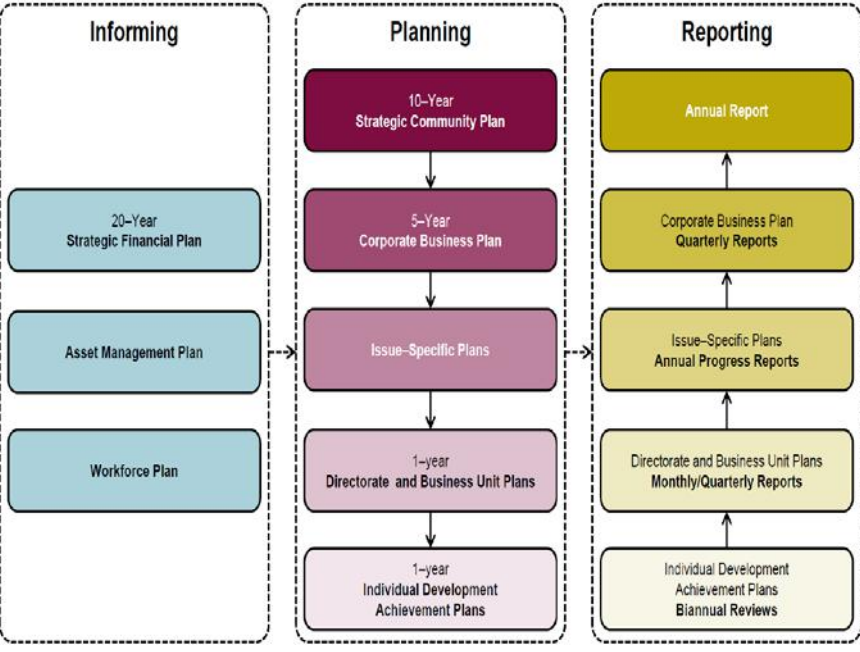 Informing
20–Year
Strategic Financial Plan
Asset Management Plan
Workforce Plan
Planning
10–Year
Strategic Community Plan
5–Year
Corporate Business Plan
Issue–Specific Plans
1–year
Directorate and Business Unit Plans
1–year
Individual Development
Achievement Plans
Reporting
Annual Report
Corporate Business Plan
Quarterly Reports
Issue–Specific Plans
Annual Progress Reports
Directorate and Business Unit Plans
Monthly/Quarterly Reports
Individual Development
Achievement Plans
Biannual Reviews